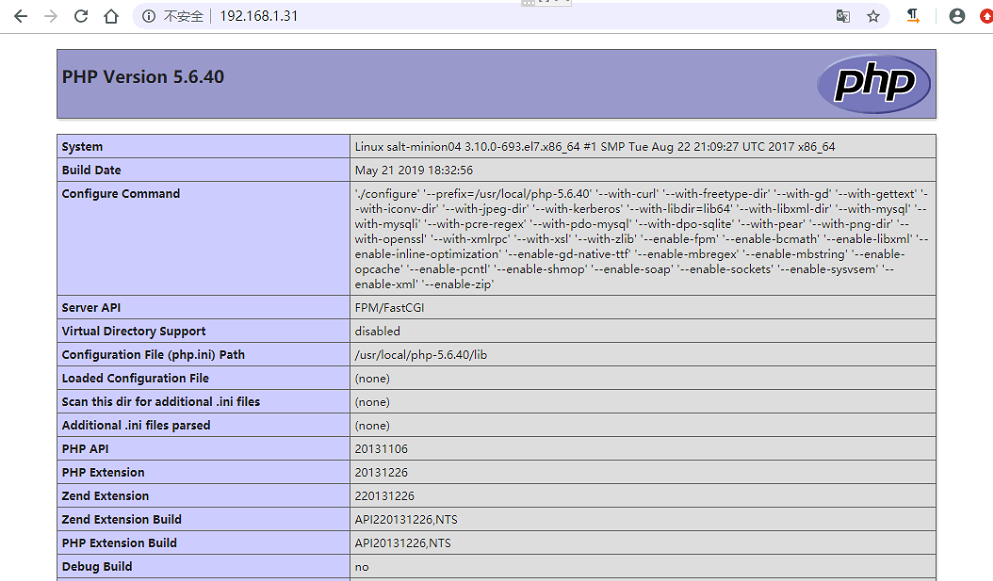 不安全 192.168.1.31
PHP Version 5.6.40
php
System Linux salt-minion04 3.10.0-693.el7.x86_64 #1 SMP Tue Aug 22 21:09:27 UTC 2017 x86_64
Build Date May 21 2019 18:32:56
Configure Command './configure' '--prefix=/usr/local/php-5.6.40' '--with-curl' '--with-freetype-dir' '--with-gd' '--with-gettext' '-
-with-iconv-dir' '--with-jpeg-dir' '--with-kerberos' '--with-libdir=lib64' '--with-libxml-dir' '--with-mysql' '--
with-mysqli' '--with-pcre-regex' '--with-pdo-mysql' '--with-dpo-sqlite' '--with-pear' '--with-png-dir' '--
with-openssl' '--with-xmlrpc' '--with-xsl' '--with-zlib' '--enable-fpm' '--enable-bcmath' '--enable-libxml' '--
enable-inline-optimization' '--enable-gd-native-ttf' '--enable-mbregex' '--enable-mbstring' '--enable-
opcache' '--enable-pcntl' '--enable-shmop' '--enable-soap' '--enable-sockets' '--enable-sysvsem' '--
enable-xml' '--enable-zip'
Server API FPM/FastCGI
Virtual Directory Support disabled
Configuration File (php.ini) Path /usr/local/php-5.6.40/lib
Loaded Configuration File (none)
Scan this dir for additional .ini files (none)
Additional .ini files parsed (none)
PHP API 20131106
PHP Extension 20131226
Zend Extension 220131226
Zend Extension Build API220131226,NTS
PHP Extension Build API20131226,NTS
Debug Build no